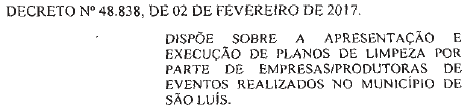 DECRETO Nº 48.838, DE 02 DE FEVEREIRO DE 2017.
DISPÕE SOBRE A APRESENTAÇÃO E
EXECUÇÃO DE PLANOS DE LIMPEZA POR
PARTE DE EMPRESAS/PRODUTORAS DE
EVENTOS REALIZADOS NO MUNICÍPIO DE
SÃO LUÍS.